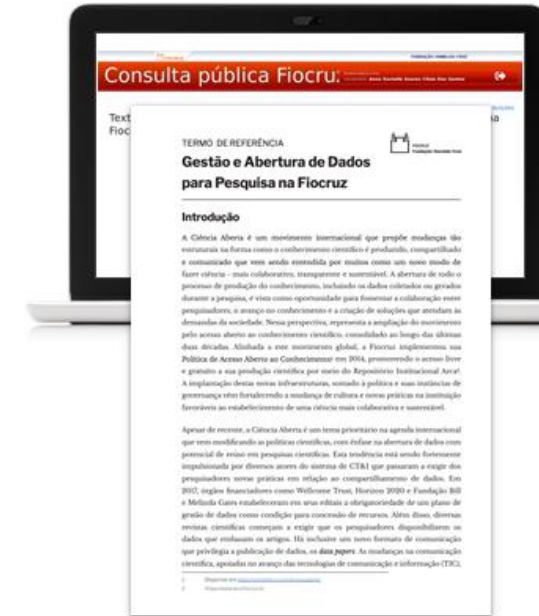 Consulta pública Fiocruz
Text
Fioc
TERMO DE REFERÊNCIA
Gestão e Abertura de Dados
para Pesquisa na Fiocruz
Introdução
A Ciência Aberta é um movimento internacional que propõe mudanças tão
estruturais na forma como o conhecimento científico é produzido, compartilhado
e comunicado que vem sendo entendida por muitos como um novo modo de
fazer ciência - mais colaborativo, transparente e sustentável. A abertura de todo o
processo de produção do conhecimento, incluindo os dados coletados ou gerados
durante a pesquisa, é vista como oportunidade para fomentar a colaboração entre
pesquisadores, o avanço no conhecimento e a criação de soluções que atendam às
demandas da sociedade. Nessa perspectiva, representa a ampliação do movimento
pelo acesso aberto ao conhecimento científico, consolidado ao longo das últimas
duas décadas. Alinhada a este movimento global, a Fiocruz implementou sua
Política de Acesso Aberto ao Conhecimento¹ em 2014, promovendo o acesso livre
e gratuito a sua produção científica por meio do Repositório Institucional Arca².
A implantação destas novas infraestruturas, somado à política e suas instâncias de
governança vêm fortalecendo a mudança de cultura e novas práticas na instituição
favoráveis ao estabelecimento de uma ciência mais colaborativa e sustentável.
Apesar de recente, a Ciência Aberta é um tema prioritário na agenda internacional
que vem modificando as políticas científicas, com ênfase na abertura de dados com
potencial de reúso em pesquisas científicas. Esta tendência está sendo fortemente
impulsionada por diversos atores do sistema de CT&I que passaram a exigir dos
pesquisadores novas práticas em relação ao compartilhamento de dados. Em
2017, órgãos financiadores como Wellcome Trust, Horizon 2020 e Fundação Bill
e Melinda Gates estabeleceram em seus editais a obrigatoriedade de um plano de
gestão de dados como condição para concessão de recursos. Além disso, diversas
revistas científicas começam a exigir que os pesquisadores disponibilizem os
dados que embasam os artigos. Há inclusive um novo formato de comunicação
que privilegia a publicação de dados, os data papers. As mudanças na comunicação
científica, apoiadas no avanço das tecnologias de comunicação e informação (TIC),